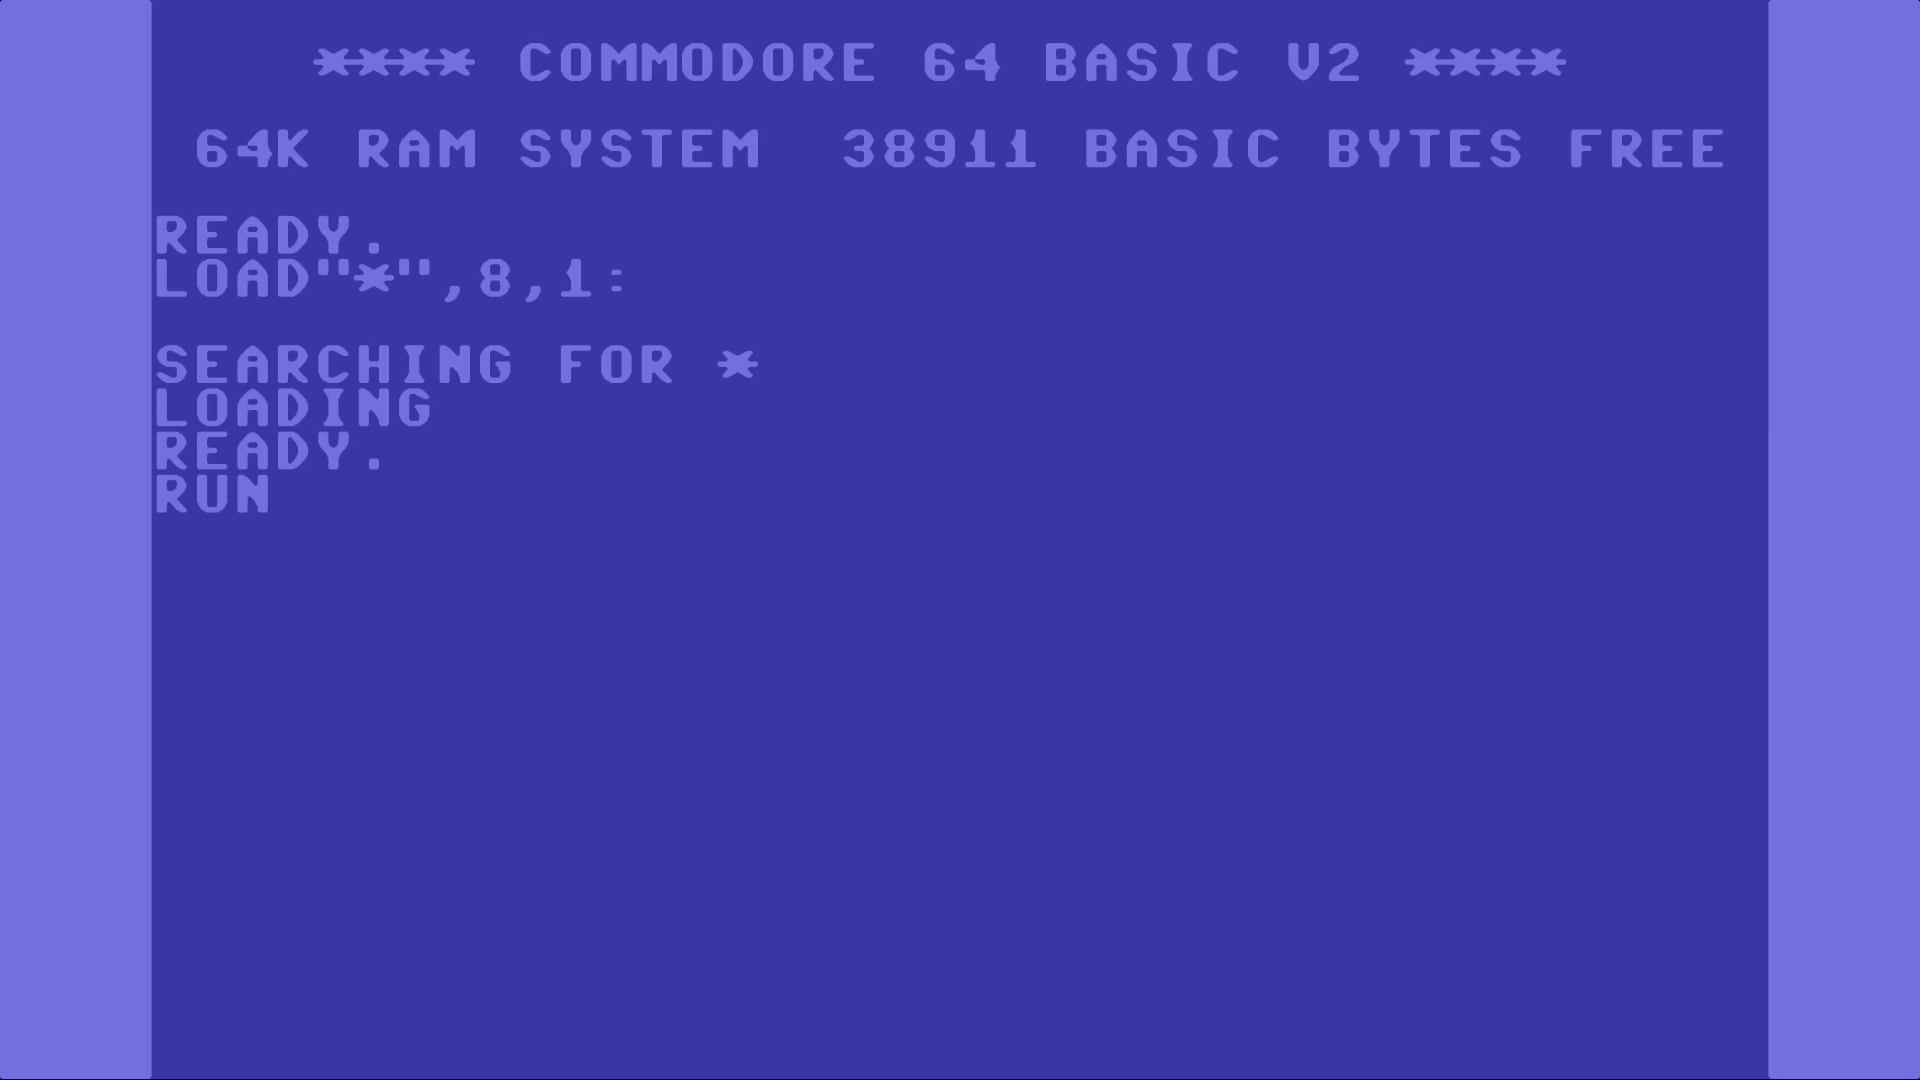 **** COMMODORE 64 BASIC V2 ****
64K RAM SYSTEM  38911 BASIC BYTES FREE
READY.
LOAD"*",8,1:
SEARCHING FOR *
LOADING
READY.
RUN